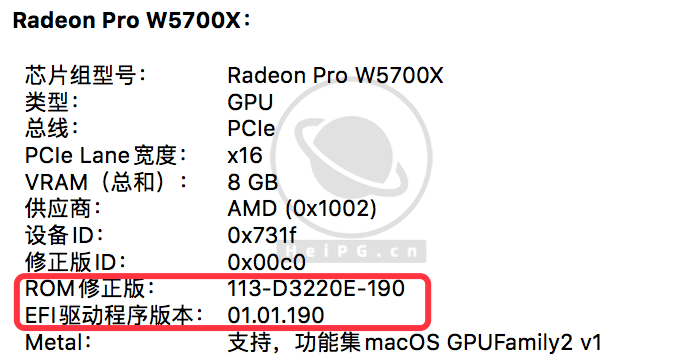 Radeon Pro W5700X：
芯片组型号： Radeon Pro W5700X
类型： GPU
总线： PCIe
PCIe Lane宽度： x16
VRAM（总和）： 8 GB
供应商： AMD (0x1002)
设备ID： 0x731f
HeiPG.cn
修正版ID： 0x00c0
ROM修正版： 113-D3220E-190
EFI驱动程序版本： 01.01.190
Metal： 支持，功能集macOS GPUFamily2 v1